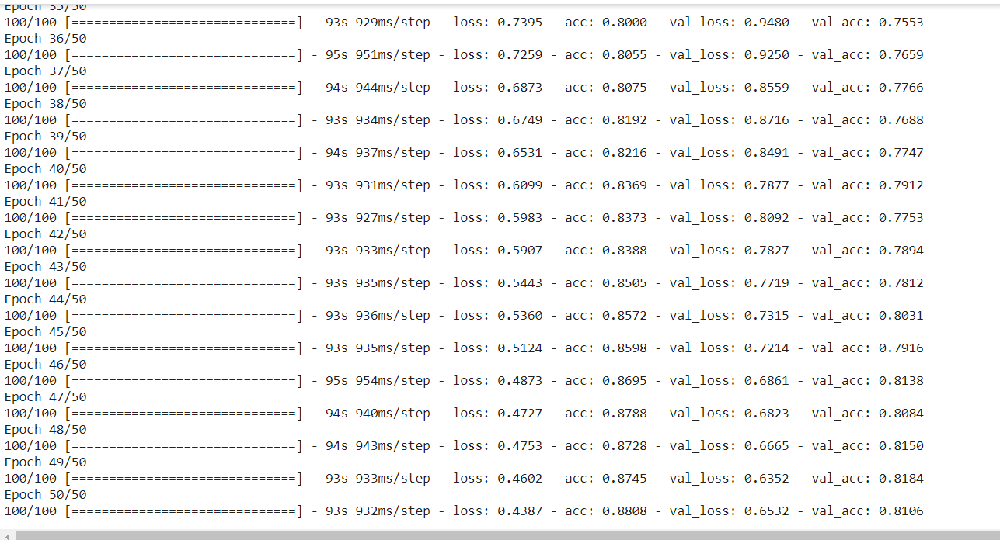 Epoch 35/50
100/100 [==============================] - 93s 929ms/step - loss: 0.7395 - acc: 0.8000 - val_loss: 0.9480 - val_acc: 0.7553
Epoch 36/50
100/100 [==============================] - 95s 951ms/step - loss: 0.7259 - acc: 0.8055 - val_loss: 0.9250 - val_acc: 0.7659
Epoch 37/50
100/100 [==============================] - 94s 944ms/step - loss: 0.6873 - acc: 0.8075 - val_loss: 0.8559 - val_acc: 0.7766
Epoch 38/50
100/100 [==============================] - 93s 934ms/step - loss: 0.6749 - acc: 0.8192 - val_loss: 0.8716 - val_acc: 0.7688
Epoch 39/50
100/100 [==============================] - 94s 937ms/step - loss: 0.6531 - acc: 0.8216 - val_loss: 0.8491 - val_acc: 0.7747
Epoch 40/50
100/100 [==============================] - 93s 931ms/step - loss: 0.6099 - acc: 0.8369 - val_loss: 0.7877 - val_acc: 0.7912
Epoch 41/50
100/100 [==============================] - 93s 927ms/step - loss: 0.5983 - acc: 0.8373 - val_loss: 0.8092 - val_acc: 0.7753
Epoch 42/50
100/100 [==============================] - 93s 933ms/step - loss: 0.5907 - acc: 0.8388 - val_loss: 0.7827 - val_acc: 0.7894
Epoch 43/50
100/100 [==============================] - 93s 935ms/step - loss: 0.5443 - acc: 0.8505 - val_loss: 0.7719 - val_acc: 0.7812
Epoch 44/50
100/100 [==============================] - 93s 936ms/step - loss: 0.5360 - acc: 0.8572 - val_loss: 0.7315 - val_acc: 0.8031
Epoch 45/50
100/100 [==============================] - 93s 935ms/step - loss: 0.5124 - acc: 0.8598 - val_loss: 0.7214 - val_acc: 0.7916
Epoch 46/50
100/100 [==============================] - 95s 954ms/step - loss: 0.4873 - acc: 0.8695 - val_loss: 0.6861 - val_acc: 0.8138
Epoch 47/50
100/100 [==============================] - 94s 940ms/step - loss: 0.4727 - acc: 0.8788 - val_loss: 0.6823 - val_acc: 0.8084
Epoch 48/50
100/100 [==============================] - 94s 943ms/step - loss: 0.4753 - acc: 0.8728 - val_loss: 0.6665 - val_acc: 0.8150
Epoch 49/50
100/100 [==============================] - 93s 933ms/step - loss: 0.4602 - acc: 0.8745 - val_loss: 0.6352 - val_acc: 0.8184
Epoch 50/50
100/100 [==============================] - 93s 932ms/step - loss: 0.4387 - acc: 0.8808 - val_loss: 0.6532 - val_acc: 0.8106